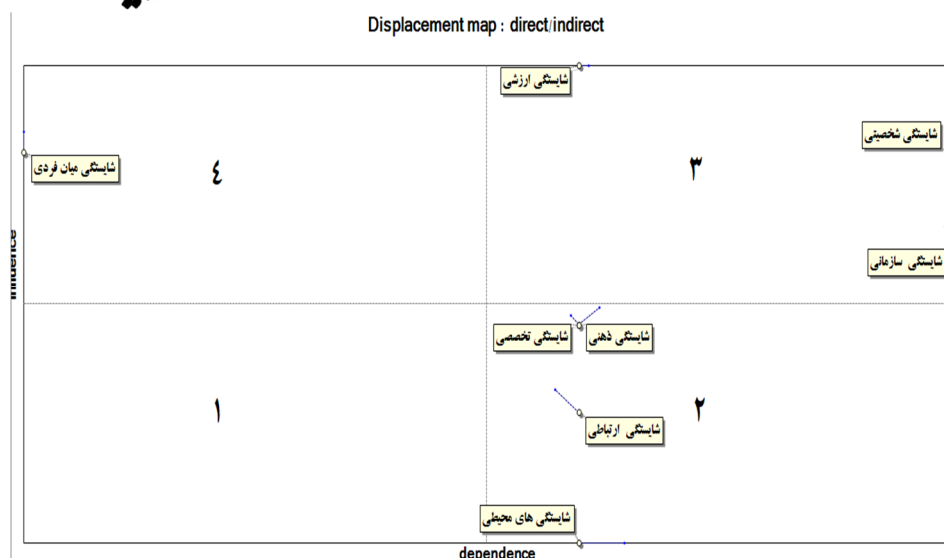 Displacement map : direct/indirect
شایستگی ارزشی
شایستگی شخصیتی
شایستگی میان فردی
٤
٣
شایستگی سازمانی
شایستگی تخصصی
شایستگی ذهنی
١
٢
شایستگی ارتباطی
شایستگی های محیطی
dependence